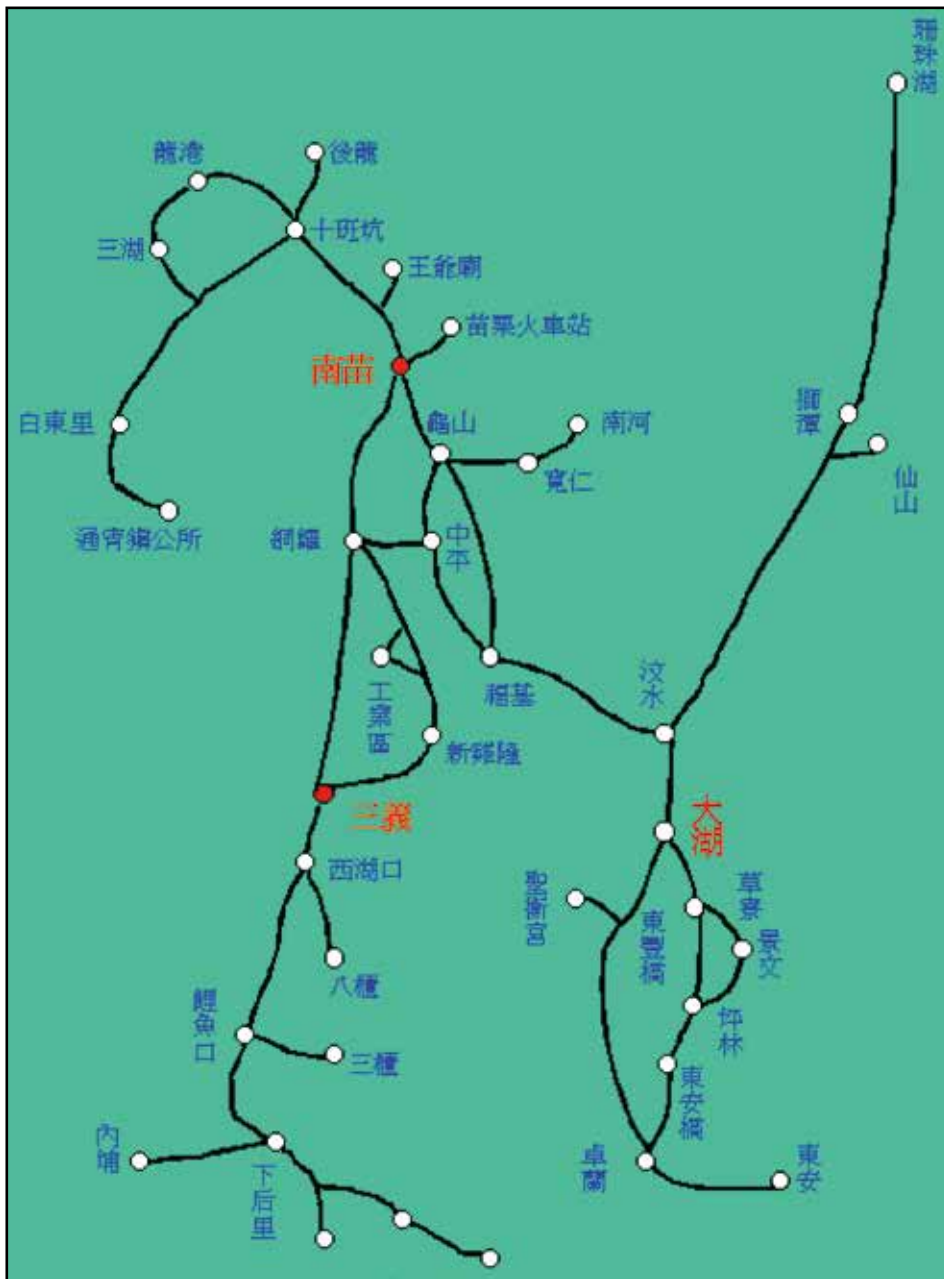 珊珠湖
後龍
龍港
十班坑
三湖
王爺廟
苗栗火車站
南苗
獅潭
白東里
龜山
南河
仙山
寬仁
通宵鎮公所
銅鑼
中平
汶水
福基
工業區
新雞隆
三義
大湖
西湖口
聖衡宮
草寮
東豐橋
景文
八櫃
鯉魚口
坪林
三櫃
東安橋
內埔
下后里
卓蘭
東安